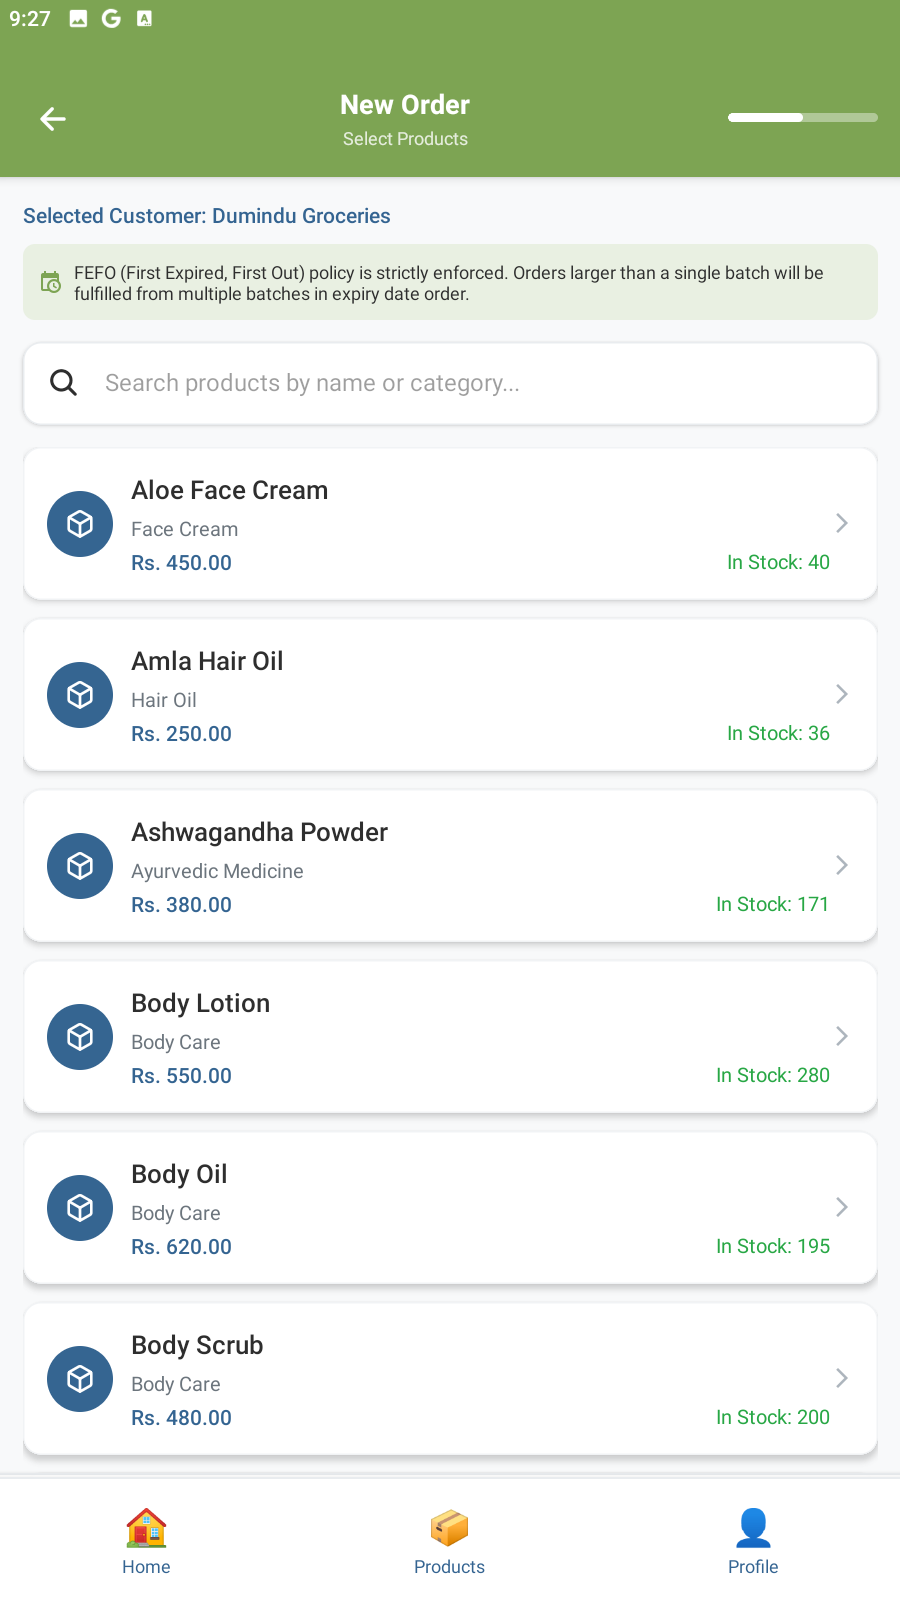 9:27
New Order
Select Products
Selected Customer: Dumindu Groceries
FEFO (First Expired, First Out) policy is strictly enforced. Orders larger than a single batch will be
fulfilled from multiple batches in expiry date order.
Search products by name or category...
Aloe Face Cream
Face Cream
Rs. 450.00
In Stock: 40
Amla Hair Oil
Hair Oil
Rs. 250.00
In Stock: 36
Ashwagandha Powder
Ayurvedic Medicine
Rs. 380.00
In Stock: 171
Body Lotion
Body Care
Rs. 550.00
In Stock: 280
Body Oil
Body Care
Rs. 620.00
In Stock: 195
Body Scrub
Body Care
Rs. 480.00
In Stock: 200
Home
Products
Profile